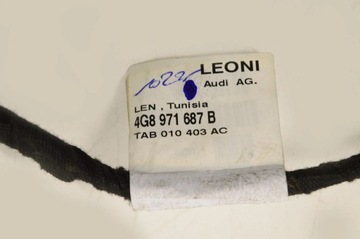 LEONI
Audi AG.
LEN , Tunisia
4G8 971 687 B
TAB 010 403 AC